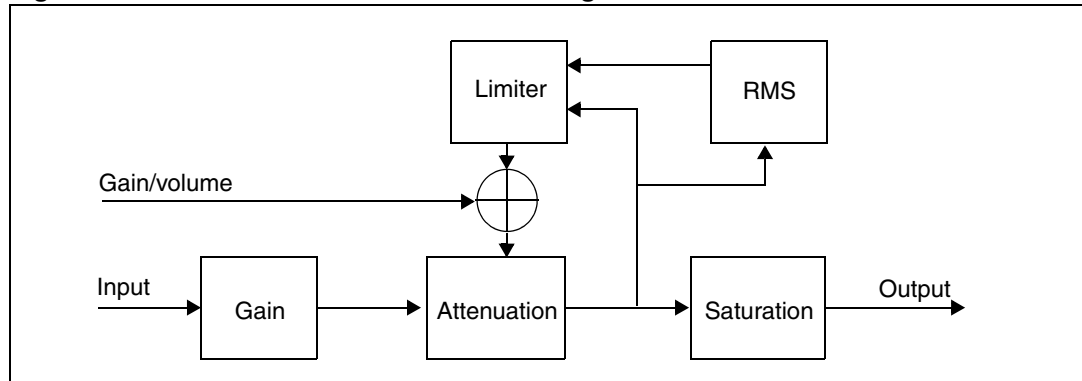 Limiter
RMS
Gain/volume
Input
Gain
Attenuation
Saturation
Output